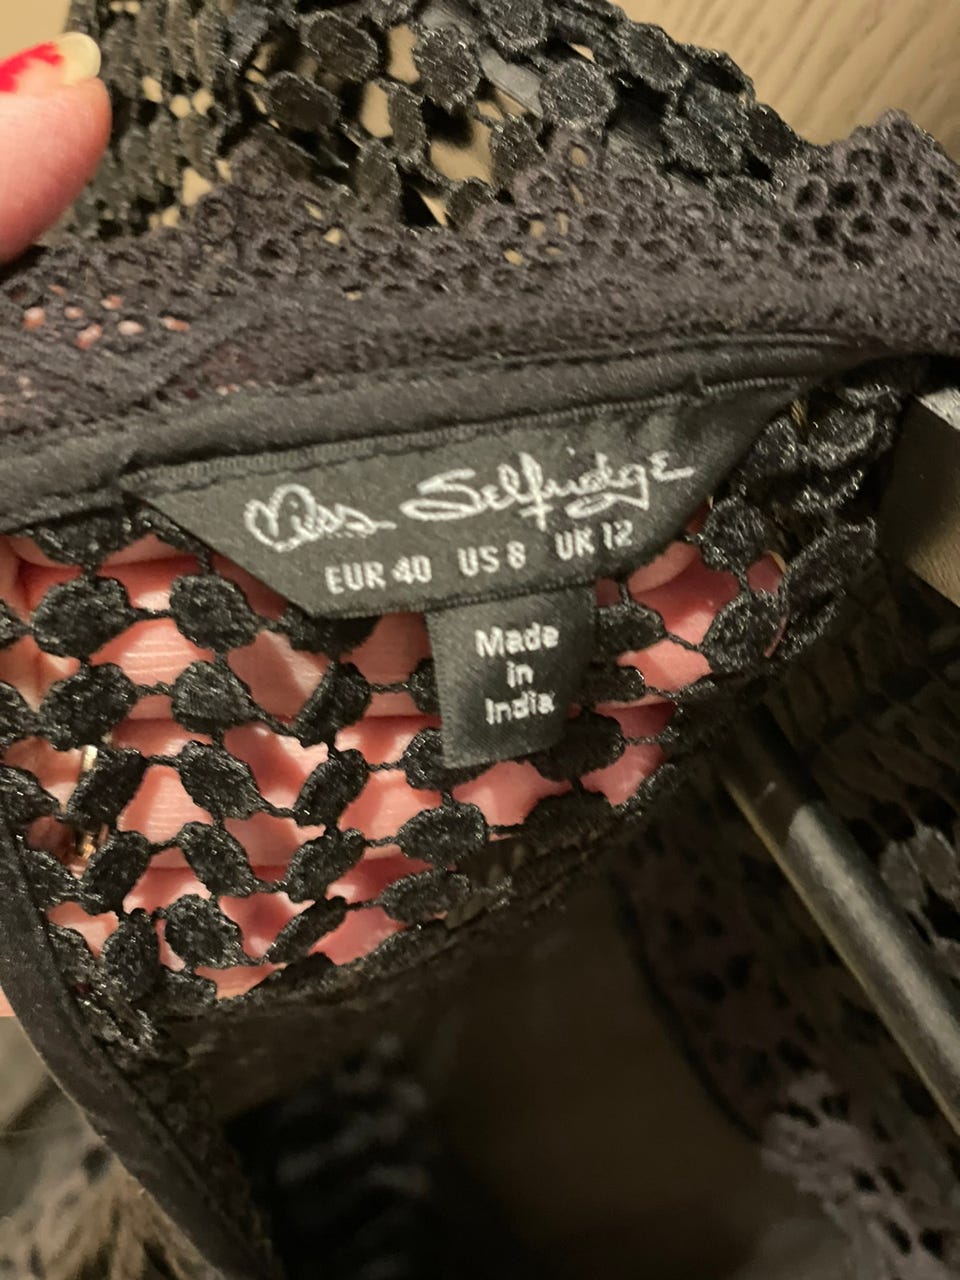 Miss Selfridge
EUR 40 US 8 UK 12
Made
in
India